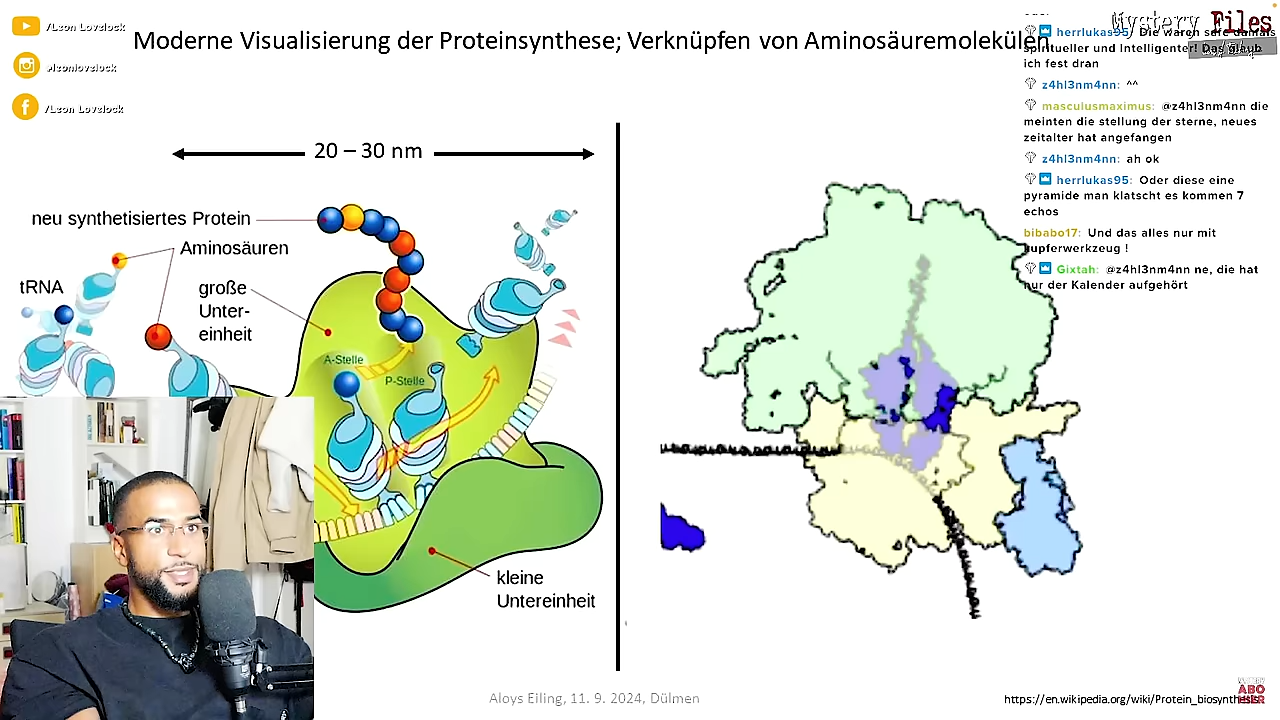 /Leon Lovelock
/leonlovelock
/Leon Lovelock
Moderne Visualisierung der Proteinsynthese; Verknüpfen von Aminosäuremolekülen
Mystery Files
20 – 30 nm
neu synthetisiertes Protein
Aminosäuren
tRNA
große
Unter-
einheit
A-Stelle
P-Stelle
kleine
Untereinheit
herrlukas95: Die waren damals
spiritueller und Intelligenter! Das glaub
ich fest dran
z4hl3nm4nn: ^^
masculusmaximus: @z4hl3nm4nn die
meinten die stellung der sterne, neues
zeitalter hat angefangen
z4hl3nm4nn: ah ok
herrlukas95: Oder diese eine
pyramide man klatscht es kommen 7
echos
bibabo17: Und das alles nur mit
kupferwerkzeug !
Gixtah: @z4hl3nm4nn ne, die hat
nur der Kalender aufgehört
Aloys Eiling, 11. 9. 2024, Dülmen
https://en.wikipedia.org/wiki/Protein_biosynthesis